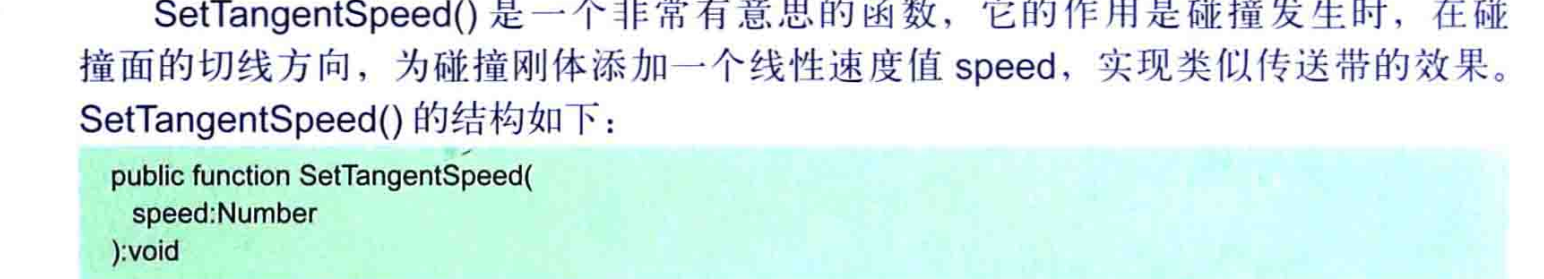 SetTangentSpeed() 是一个非常有意思的函数，它的作用是碰撞发生时，在碰
撞面的切线方向，为碰撞刚体添加一个线性速度值 speed，实现类似传送带的效果。
SetTangentSpeed() 的结构如下：
public function SetTangentSpeed(
speed:Number
):void